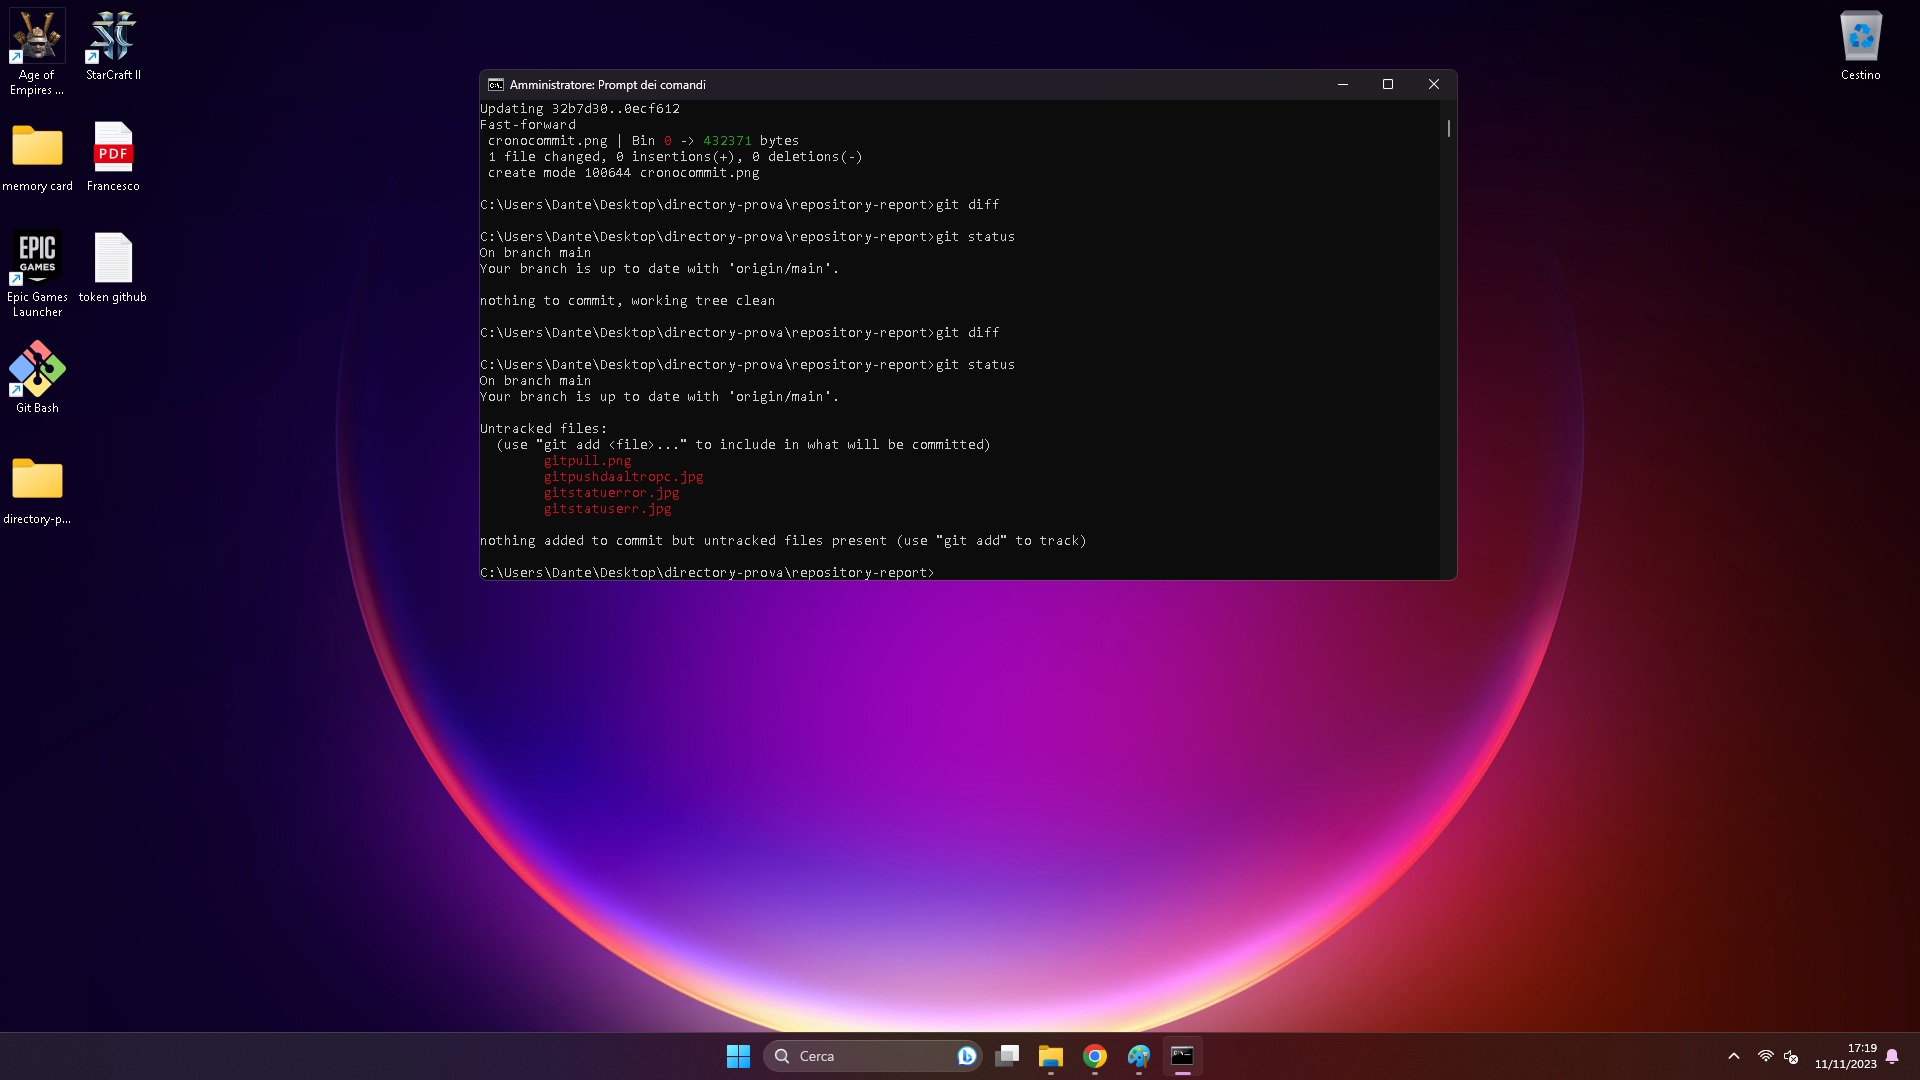 Age of
Empires ...
StarCraft II
memory card
PDF
Francesco
EPIC
GAMES
Epic Games
Launcher
token github
Git Bash
directory-p...
Cestino
Amministratore: Prompt dei comandi
Updating 32b7d30..0ecf612
Fast-forward
 cronocommit.png | Bin 0 -> 432371 bytes
 1 file changed, 0 insertions(+), 0 deletions(-)
 create mode 100644 cronocommit.png
C:\Users\Dante\Desktop\directory-prova\repository-report>git diff
C:\Users\Dante\Desktop\directory-prova\repository-report>git status
On branch main
Your branch is up to date with 'origin/main'.
nothing to commit, working tree clean
C:\Users\Dante\Desktop\directory-prova\repository-report>git diff
C:\Users\Dante\Desktop\directory-prova\repository-report>git status
On branch main
Your branch is up to date with 'origin/main'.
Untracked files:
  (use "git add <file>..." to include in what will be committed)
        gitpull.png
        gitpushdaaltropc.jpg
        gitstatuerror.jpg
        gitstatuserr.jpg
nothing added to commit but untracked files present (use "git add" to track)
C:\Users\Dante\Desktop\directory-prova\repository-report>
Cerca
17:19
11/11/2023